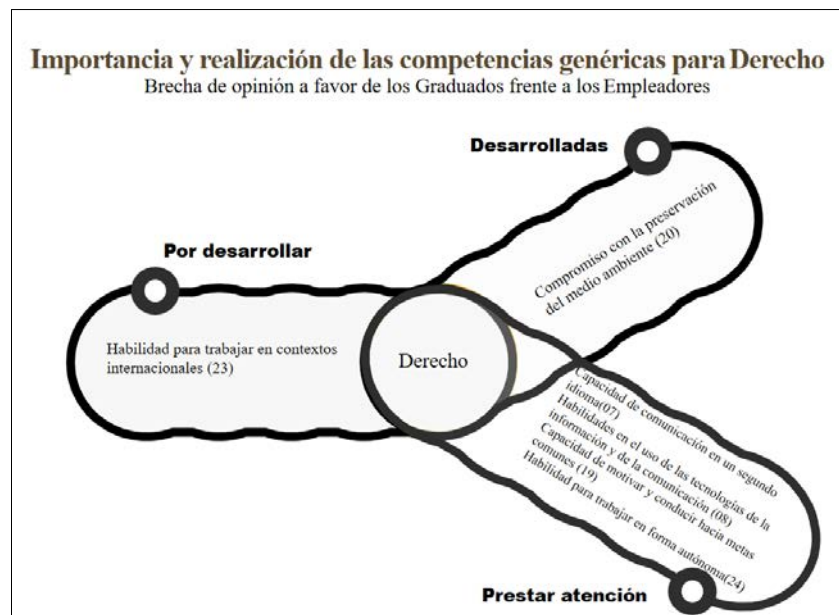 Importancia y realización de las competencias genéricas para Derecho
Brecha de opinión a favor de los Graduados frente a los Empleadores
Desarrolladas
Compromiso con la preservación
del medio ambiente (20)
Por desarrollar
Habilidad para trabajar en contextos
internacionales (23)
Derecho
Capacidad de comunicación en un segundo
idioma(07)
Habilidades en el uso de las tecnologías de la
información y de la comunicación (08)
Capacidad de motivar y conducir hacia metas
comunes (19)
Habilidad para trabajar en forma autónoma(24)
Prestar atención